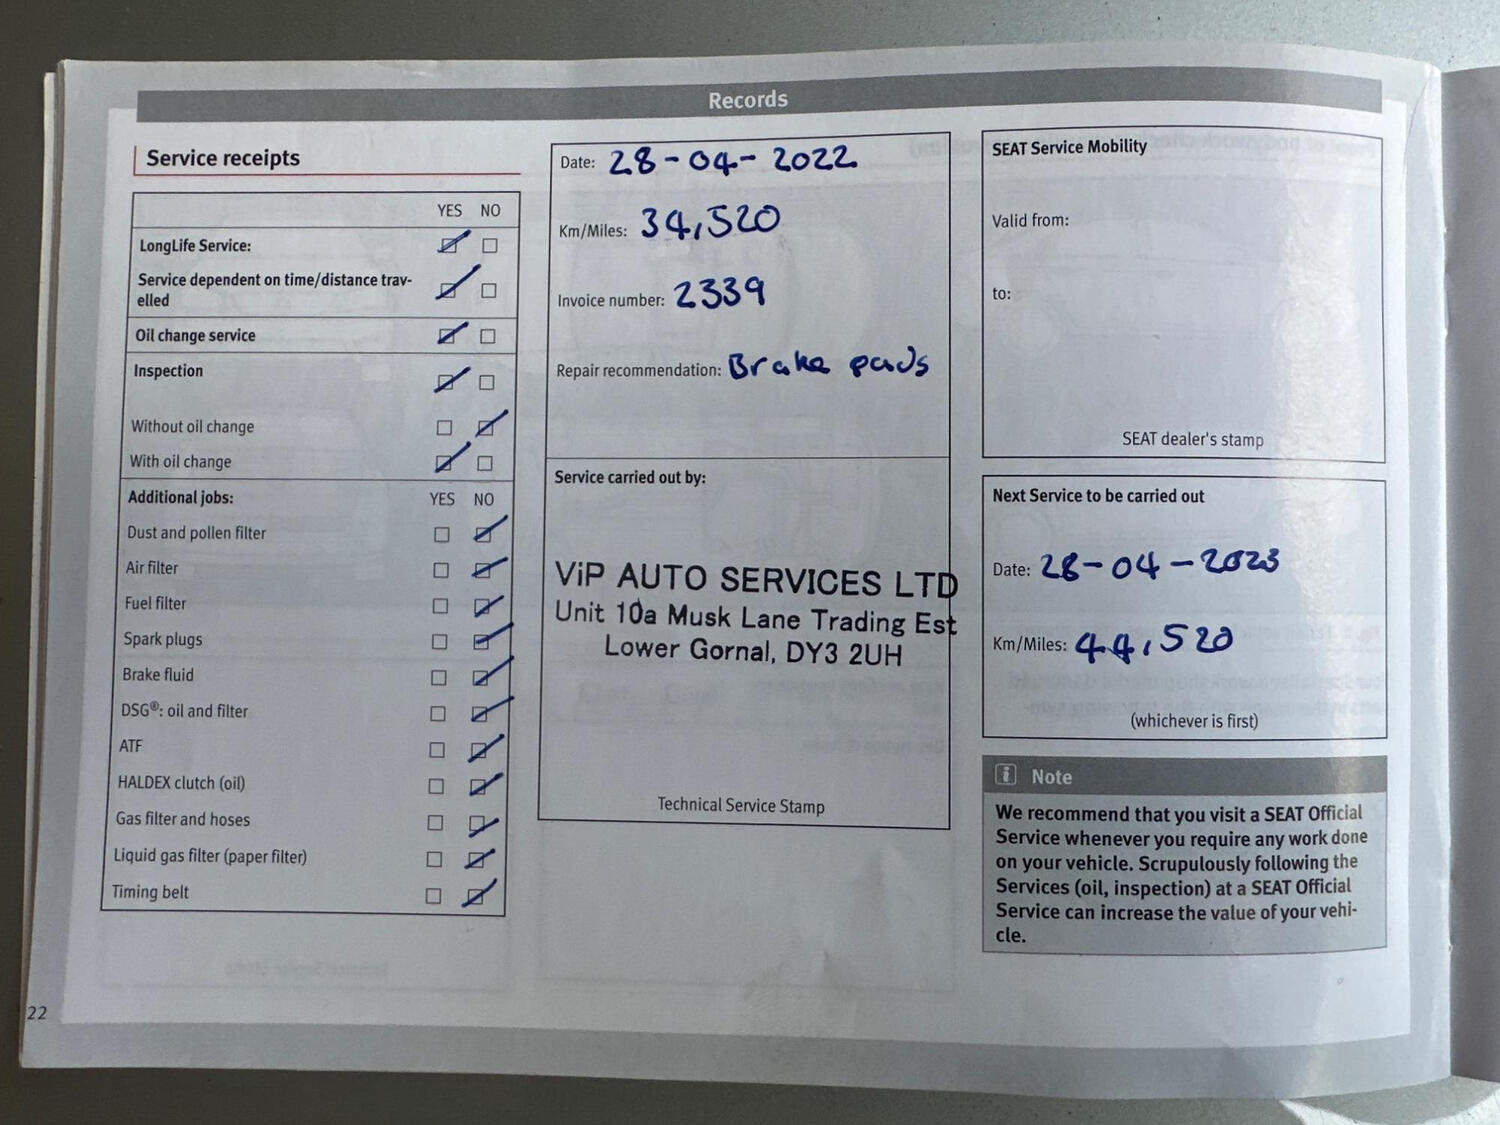 Records
Service receipts
YES NO
LongLife Service:
Service dependent on time/distance trav-
elled
Oil change service
Inspection
Without oil change
With oil change
Additional jobs: YES NO
Dust and pollen filter
Air filter
Fuel filter
Spark plugs
Brake fluid
DSG®: oil and filter
ATF
HALDEX clutch (oil)
Gas filter and hoses
Liquid gas filter (paper filter)
Timing belt
22
Date: 28-04-2022
Km/Miles: 34,520
Invoice number: 2339
Repair recommendation: Brake pads
Service carried out by:
ViP AUTO SERVICES LTD
Unit 10a Musk Lane Trading Est
Lower Gornal, DY3 2UH
Technical Service Stamp
SEAT Service Mobility
Valid from:
to:
SEAT dealer's stamp
Next Service to be carried out
Date: 28-04-2023
Km/Miles: 44,520
(whichever is first)
i Note
We recommend that you visit a SEAT Official
Service whenever you require any work done
on your vehicle. Scrupulously following the
Services (oil, inspection) at a SEAT Official
Service can increase the value of your vehi-
cle.